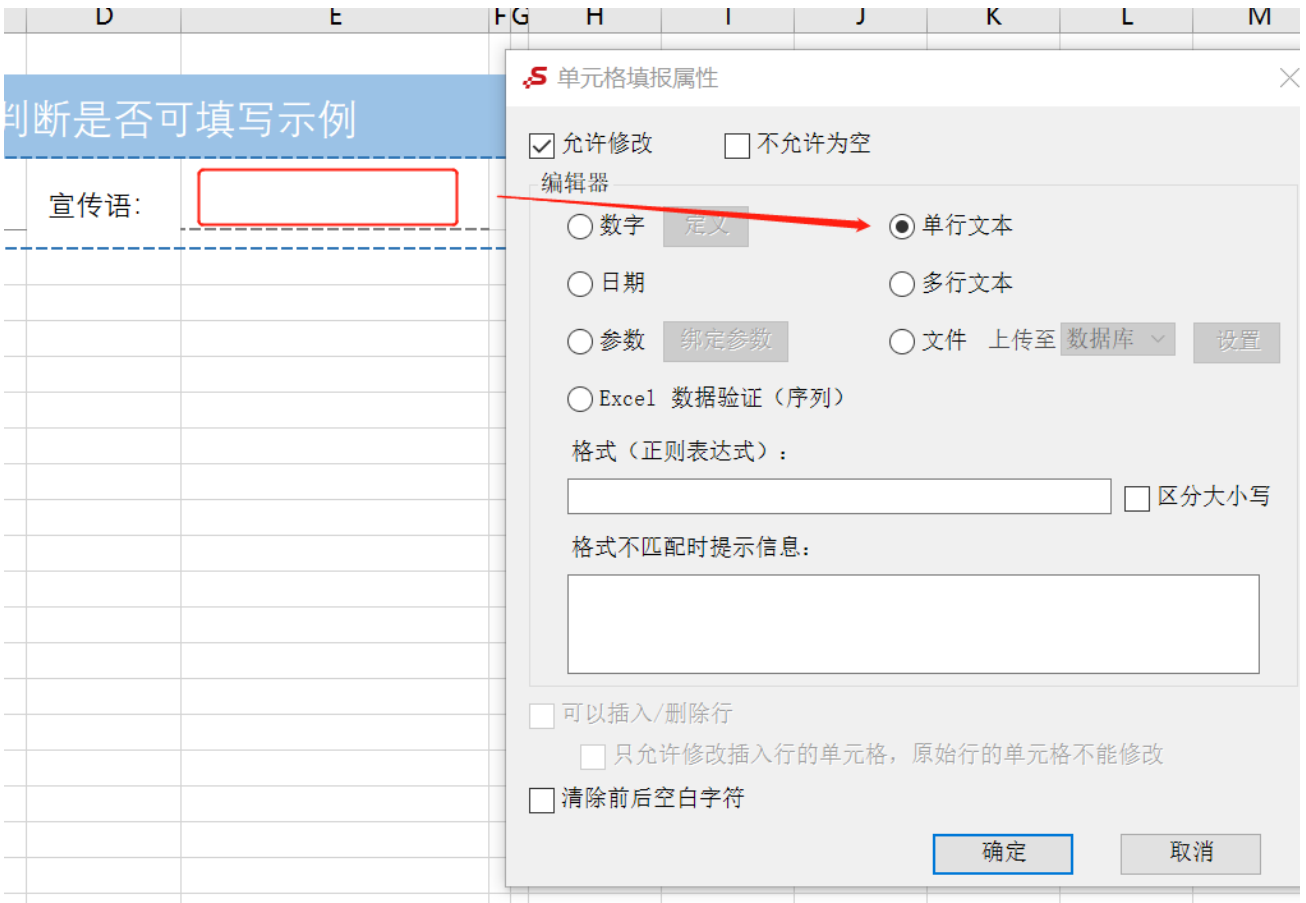 D E F G H I J K L M
单元格填报属性
判断是否可填写示例
允许修改 不允许为空
编辑器
宣传语:
数字 定义 单行文本
日期 多行文本
参数 绑定参数 文件 上传至 数据库 设置
Excel 数据验证（序列）
格式（正则表达式）:
区分大小写
格式不匹配时提示信息:
可以插入/删除行
只允许修改插入行的单元格，原始行的单元格不能修改
清除前后空白字符
确定 取消